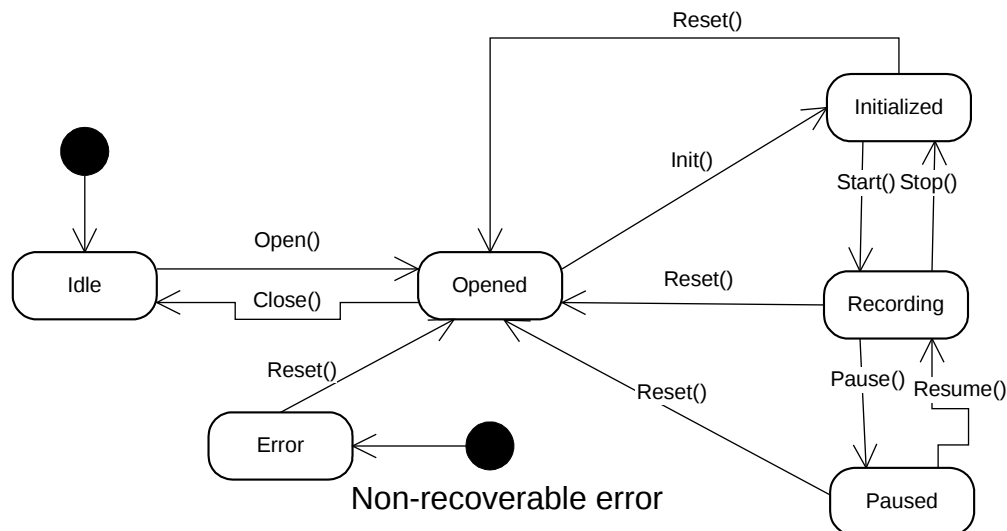 Reset()
Initialized
Init()
Start()
Stop()
Open()
Idle
Opened
Close()
Reset()
Recording
Reset()
Reset()
Pause()
Resume()
Error
Non-recoverable error
Paused